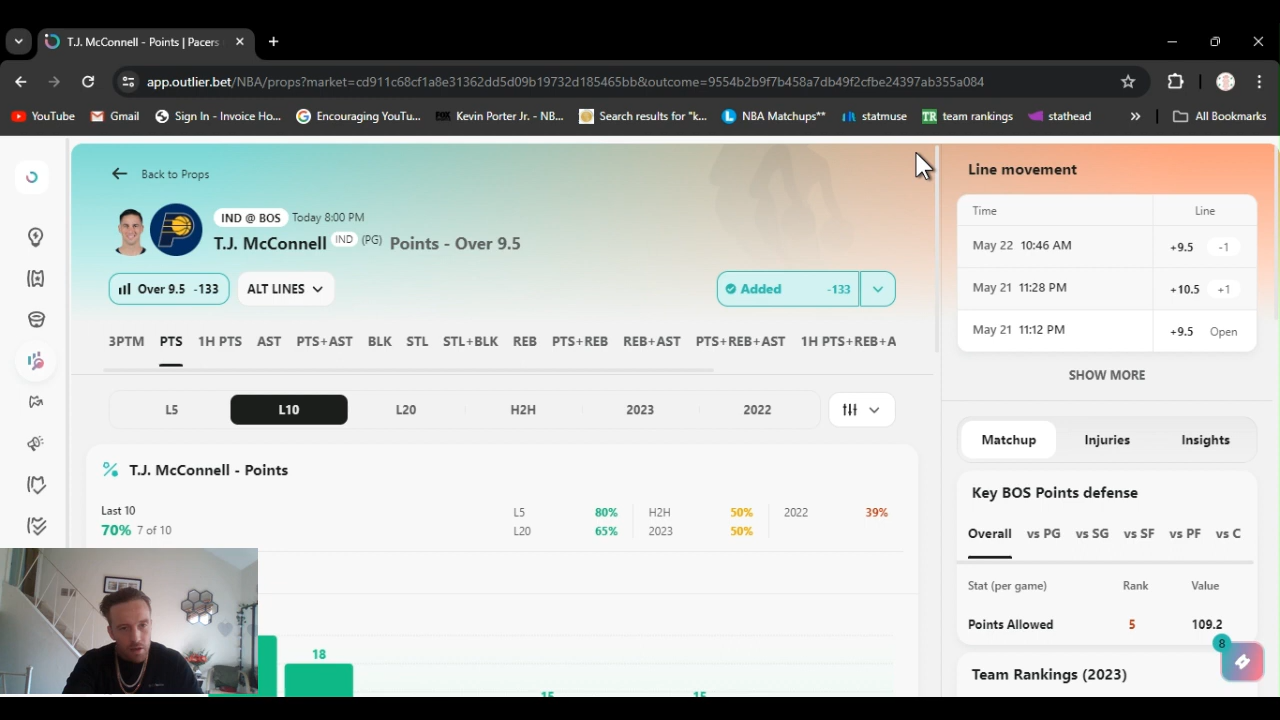 T.J. McConnell - Points | Pacers
app.outlier.bet/NBA/props?market=cd911c68cf1a8e31362dd5d09b19732d185465bb&outcome=9554b2b9f7b458a7db49f2cfbe24397ab355a084
YouTube
Gmail
Sign In - Invoice Ho...
Encouraging YouTu...
Kevin Porter Jr. - NB...
Search results for "k...
NBA Matchups**
statmuse
TR team rankings
stathead
»
All Bookmarks
Back to Props
IND @ BOS Today 8:00 PM
T.J. McConnell IND (PG) Points - Over 9.5
Over 9.5 -133
ALT LINES
Added -133
3PTM PTS 1H PTS AST PTS+AST BLK STL STL+BLK REB PTS+REB REB+AST PTS+REB+AST 1H PTS+REB+A
L5 L10 L20 H2H 2023 2022
T.J. McConnell - Points
Last 10
70% 7 of 10
L5 80% H2H 50% 2022 39%
L20 65% 2023 50%
18
15
15
Line movement
Time Line
May 22 10:46 AM +9.5 -1
May 21 11:28 PM +10.5 +1
May 21 11:12 PM +9.5 Open
SHOW MORE
Matchup Injuries Insights
Key BOS Points defense
Overall vs PG vs SG vs SF vs PF vs C
Stat (per game) Rank Value
Points Allowed 5 109.2
8
Team Rankings (2023)